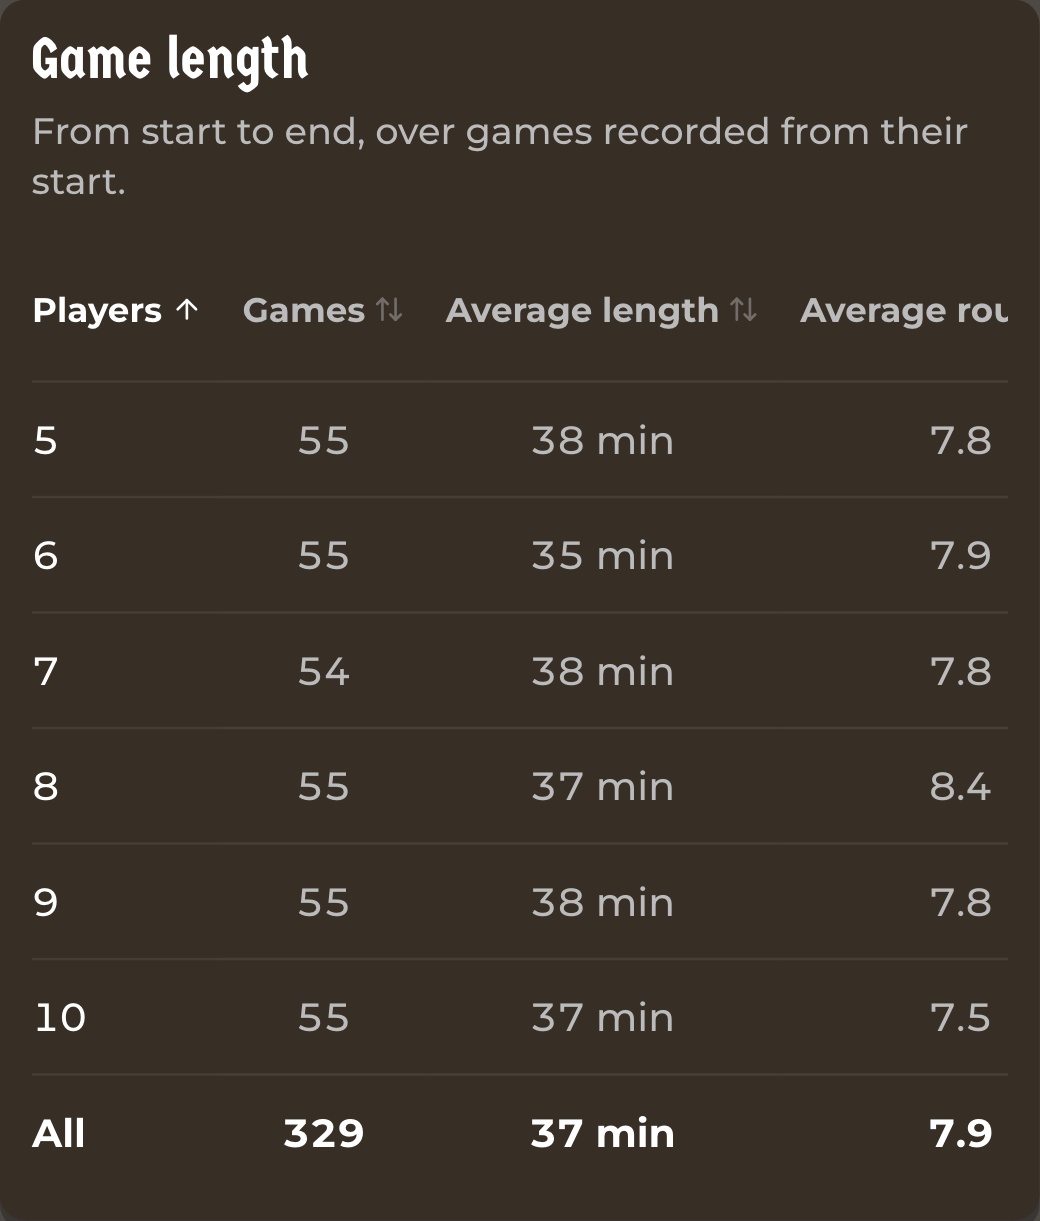 Game length
From start to end, over games recorded from their
start.
Players ↑ Games ↑↓ Average length ↑↓ Average rou
5 55 38 min 7.8
6 55 35 min 7.9
7 54 38 min 7.8
8 55 37 min 8.4
9 55 38 min 7.8
10 55 37 min 7.5
All 329 37 min 7.9